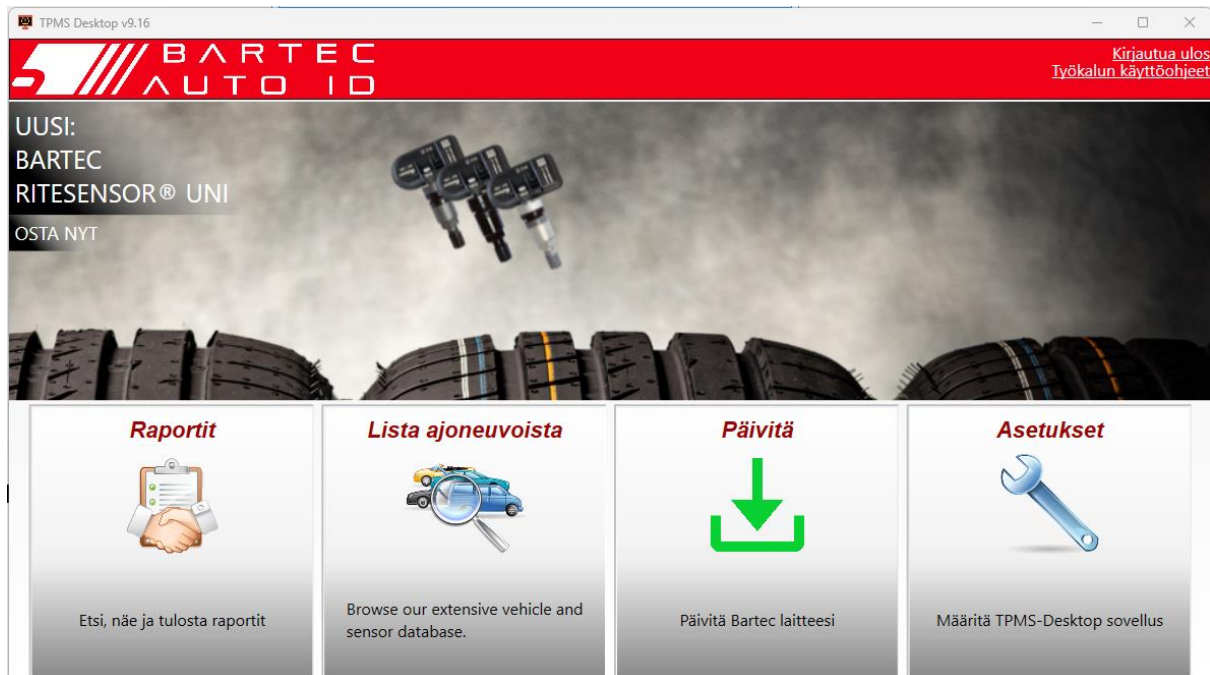 TPMS Desktop v9.16
BARTEC
AUTO ID
Kirjautua ulos
Työkalun käyttöohjeet
UUSI:
BARTEC
RITESENSOR® UNI
OSTA NYT
Raportit
Etsi, näe ja tulosta raportit
Lista ajoneuvoista
Browse our extensive vehicle and
sensor database.
Päivitä
Päivitä Bartec laitteesi
Asetukset
Määritä TPMS-Desktop sovellus